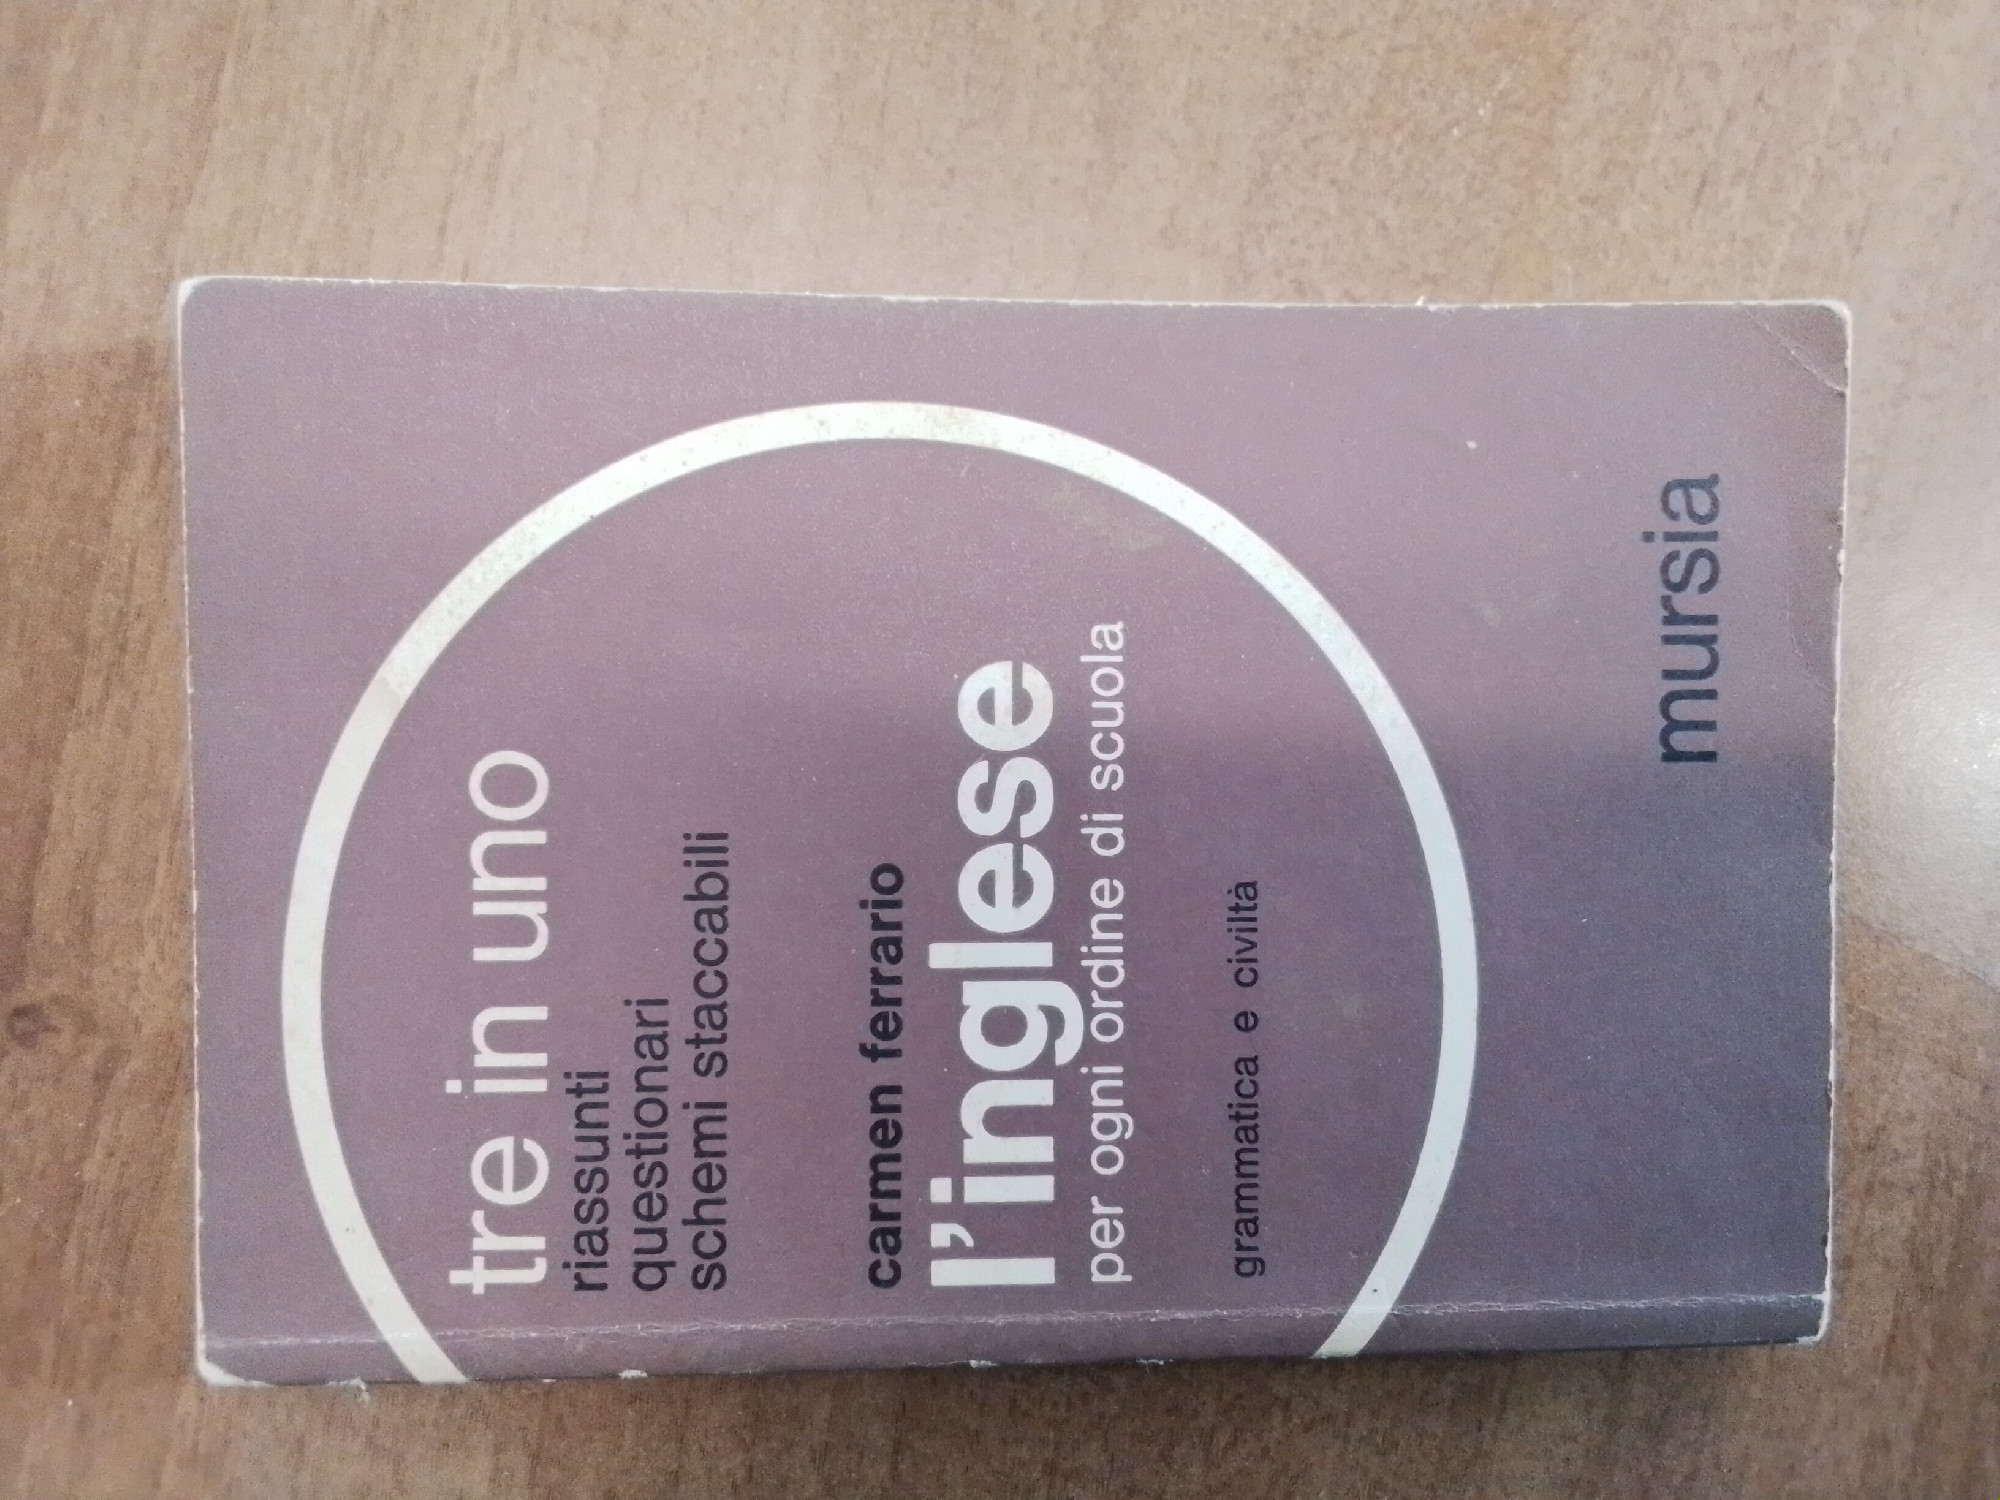 tre in uno
riassunti
questionari
schemi staccabili
carmen ferrario
l'inglese
per ogni ordine di scuola
grammatica e civiltà
mursia